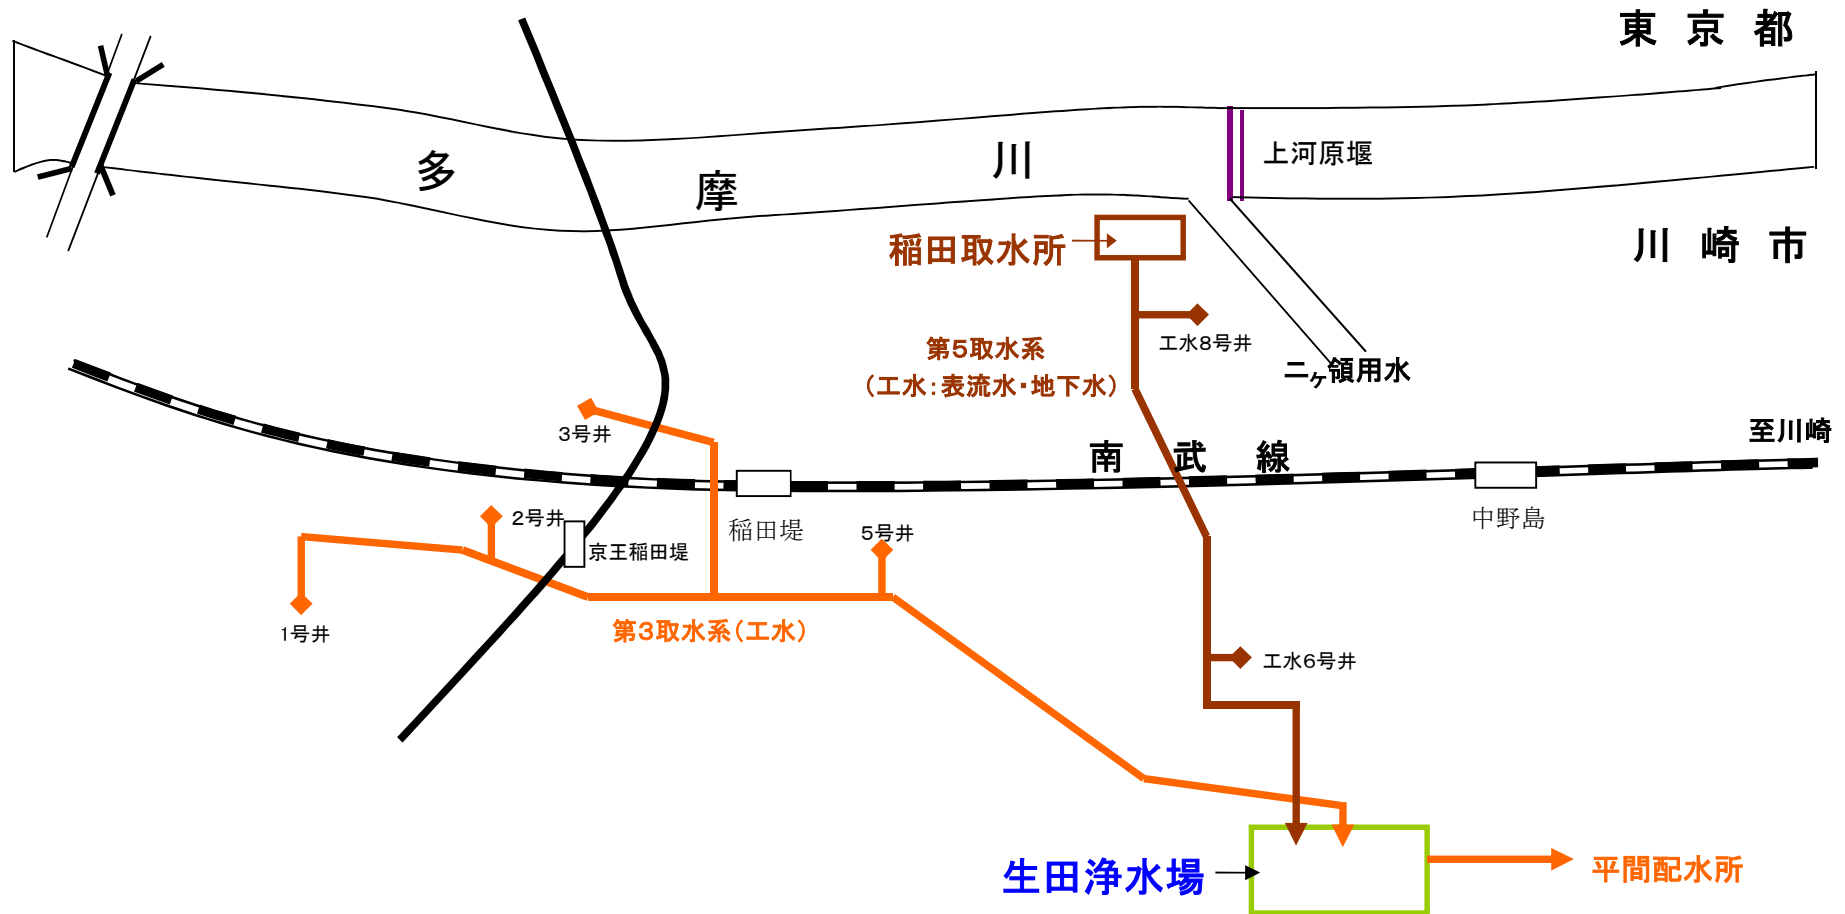 東京都
多摩川
上河原堰
川崎市
稲田取水所
工水8号井
第5取水系
（工水：表流水・地下水）
二ヶ領用水
至川崎
3号井
南武線
2号井
稲田堤
5号井
中野島
京王稲田堤
1号井
第3取水系（工水）
工水6号井
生田浄水場
平間配水所